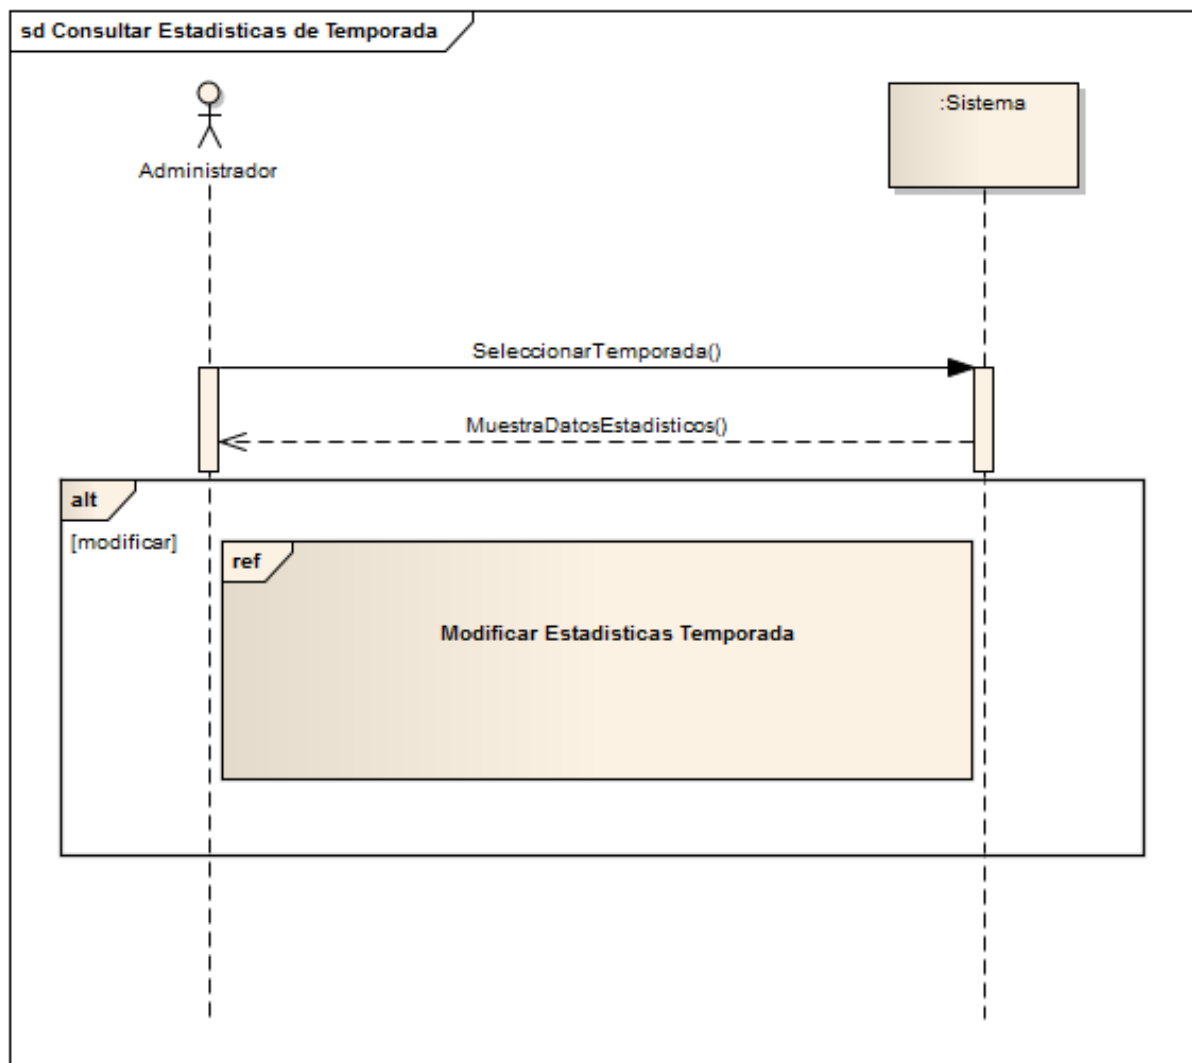 sd Consultar Estadisticas de Temporada
:Sistema
Administrador
SeleccionarTemporada()
MuestraDatosEstadisticos()
alt
[modificar]
ref
Modificar Estadisticas Temporada